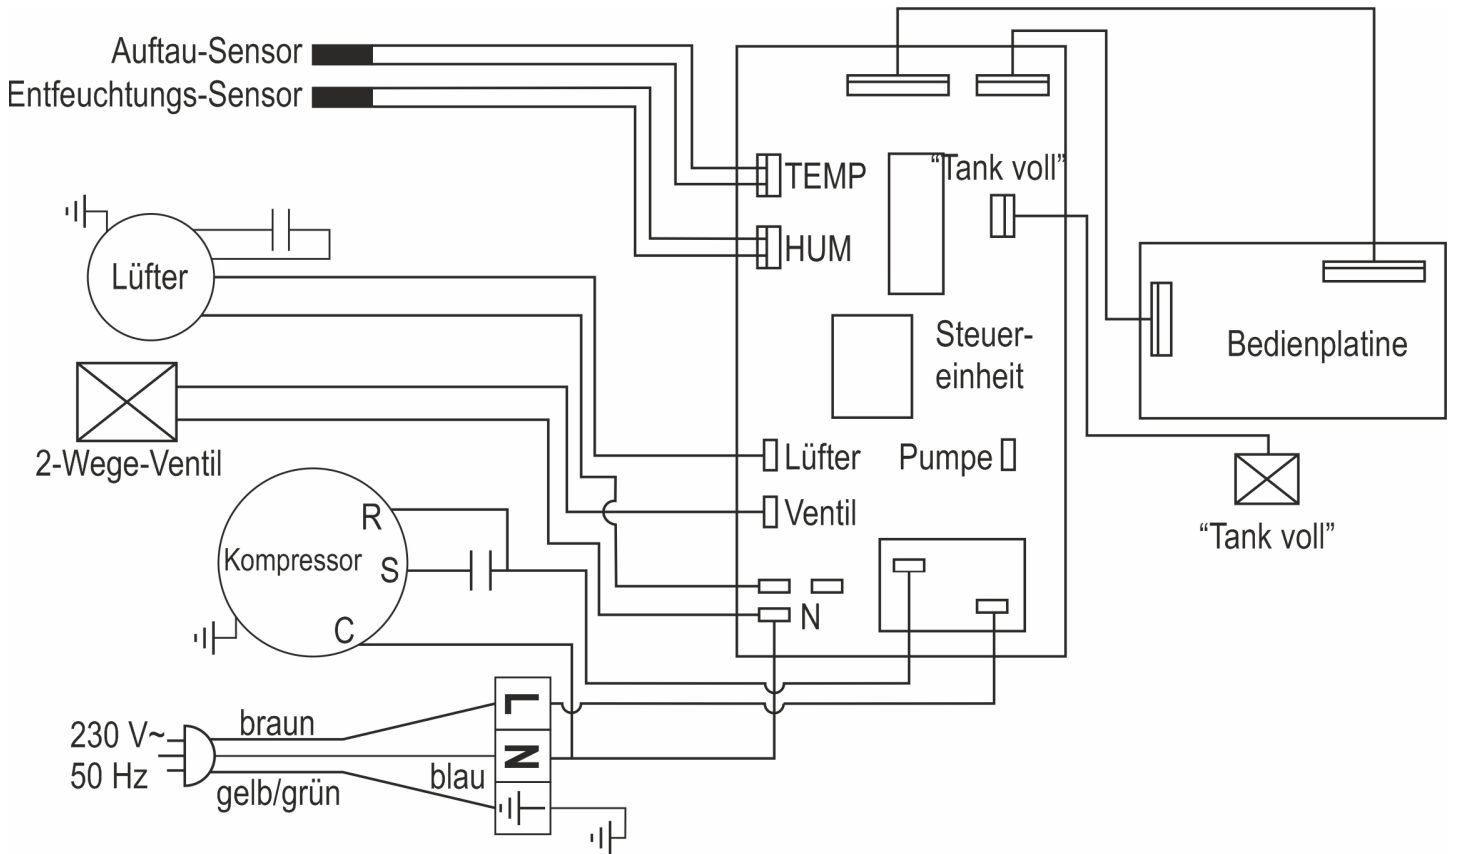 Auftau-Sensor
Entfeuchtungs-Sensor
TEMP
"Tank voll"
HUM
Lüfter
Steuer-
einheit
Bedienplatine
2-Wege-Ventil
Lüfter
Pumpe
Ventil
"Tank voll"
R
Kompressor
S
C
N
L
N
230 V~
50 Hz
braun
blau
gelb/grün